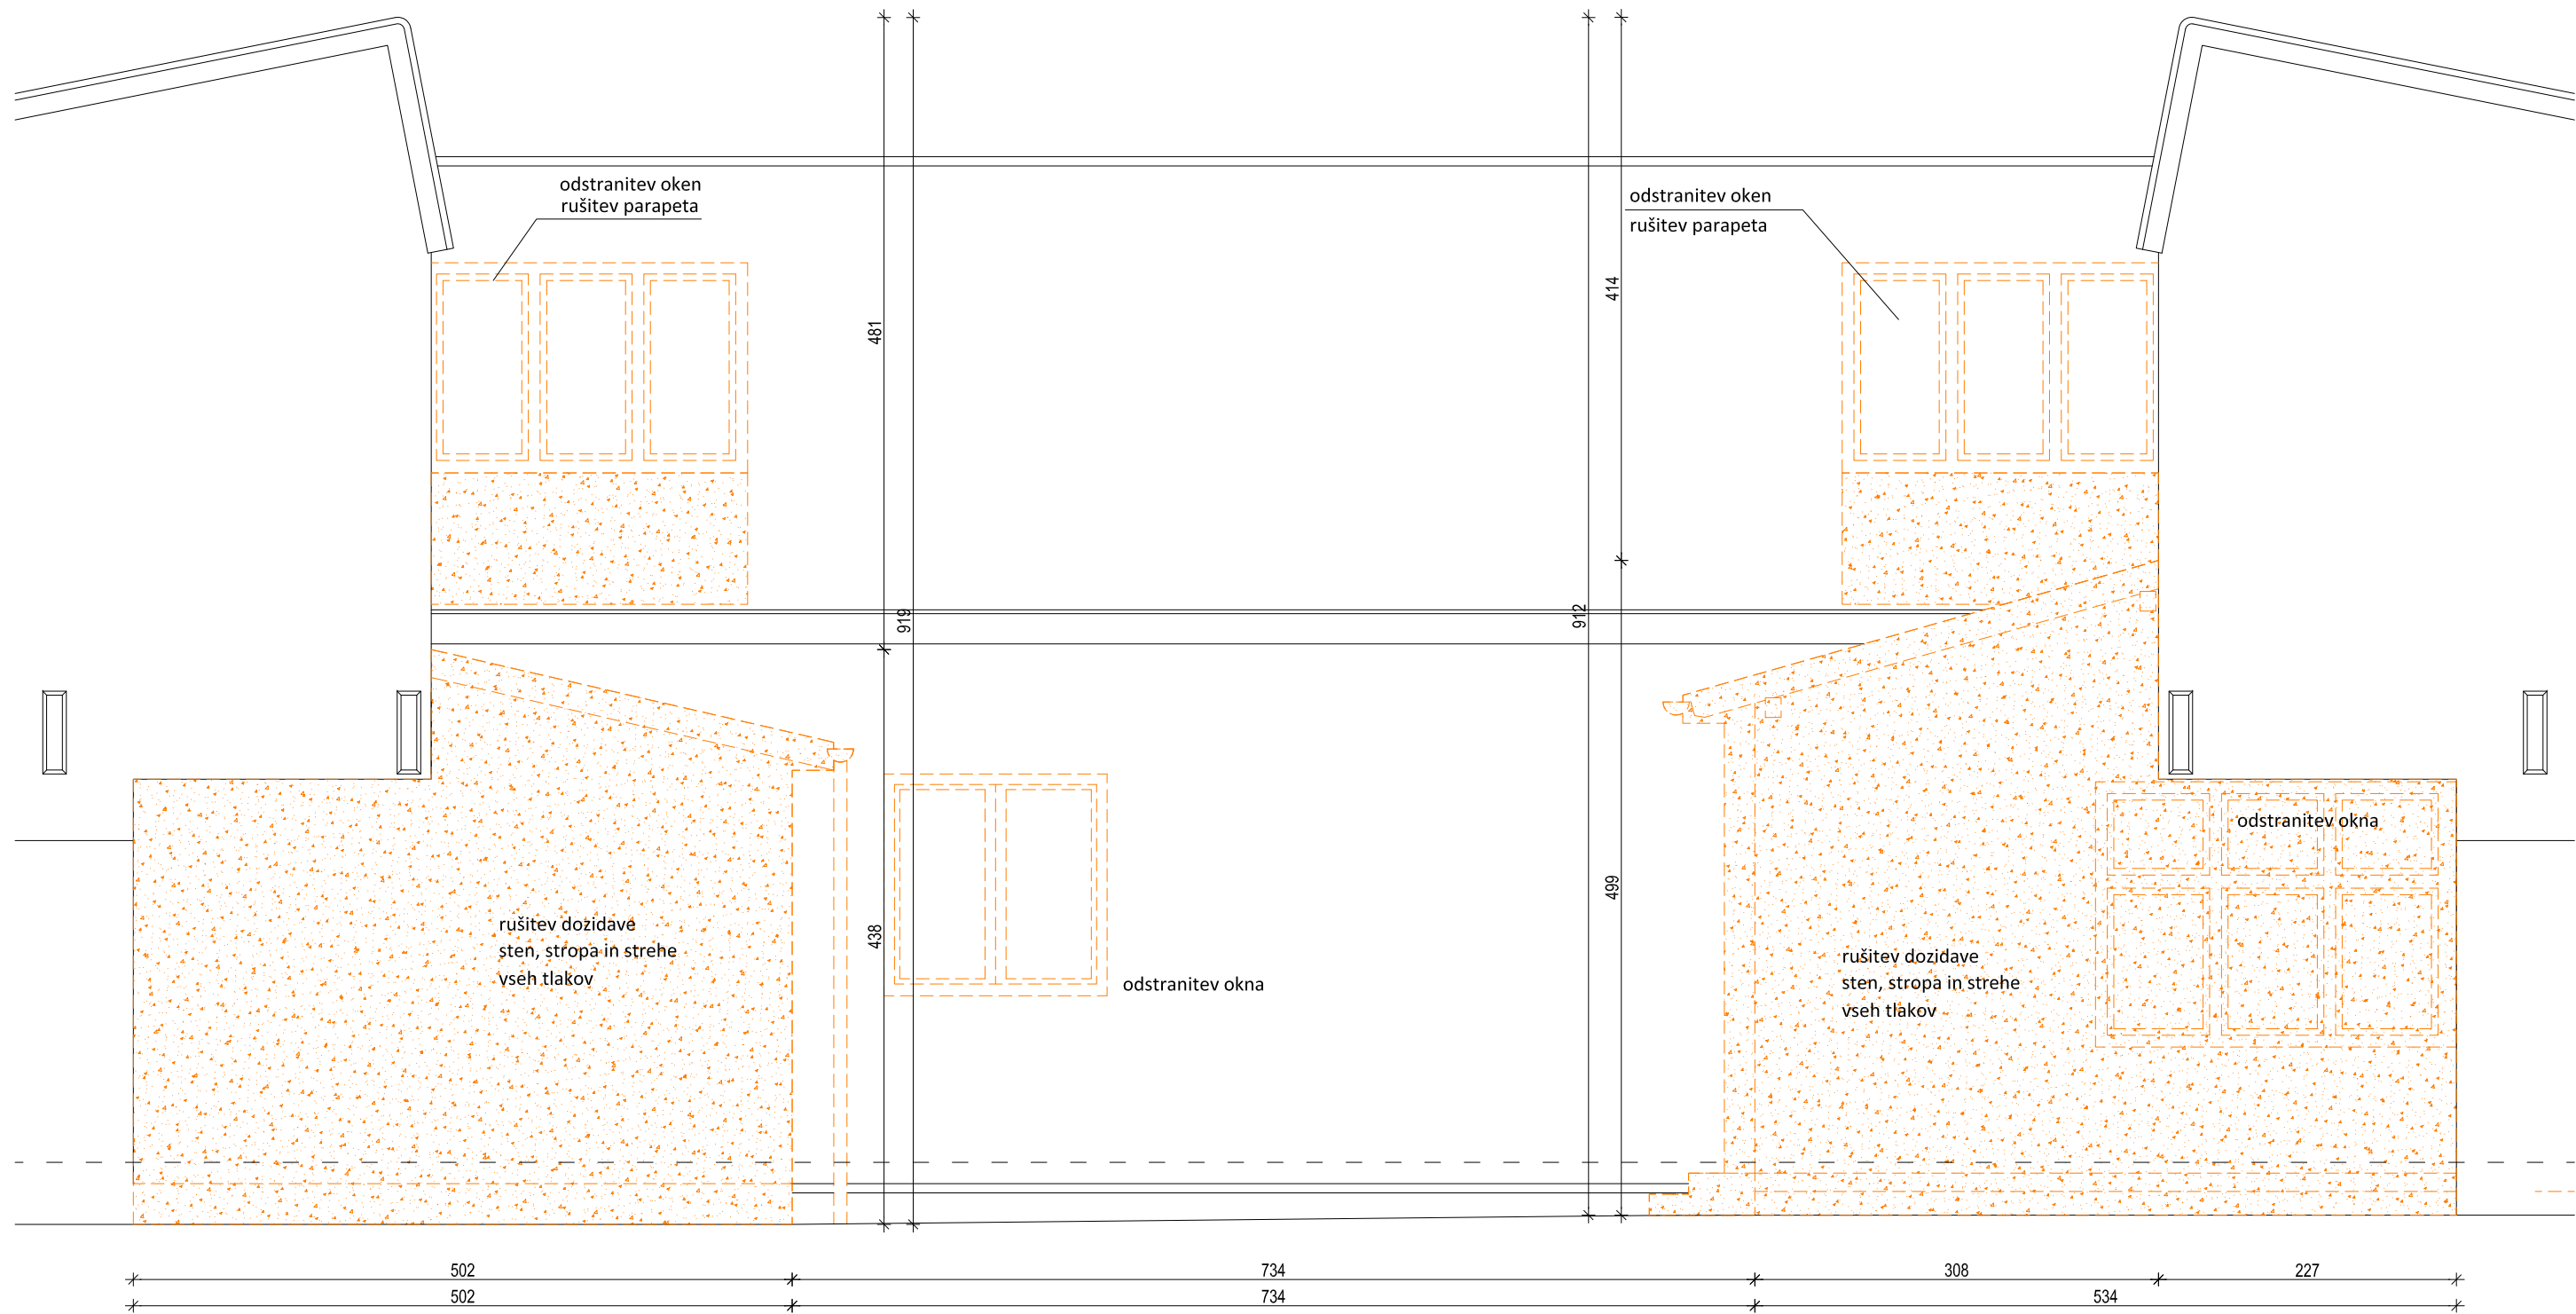 odstranitev oken
rušitev parapeta
odstranitev oken
rušitev parapeta
481
919
438
414
912
499
odstranitev okna
rušitev dozidave
sten, stropa in strehe
vseh tlakov
odstranitev okna
rušitev dozidave
sten, stropa in strehe
vseh tlakov
502
734
308
227
502
734
534